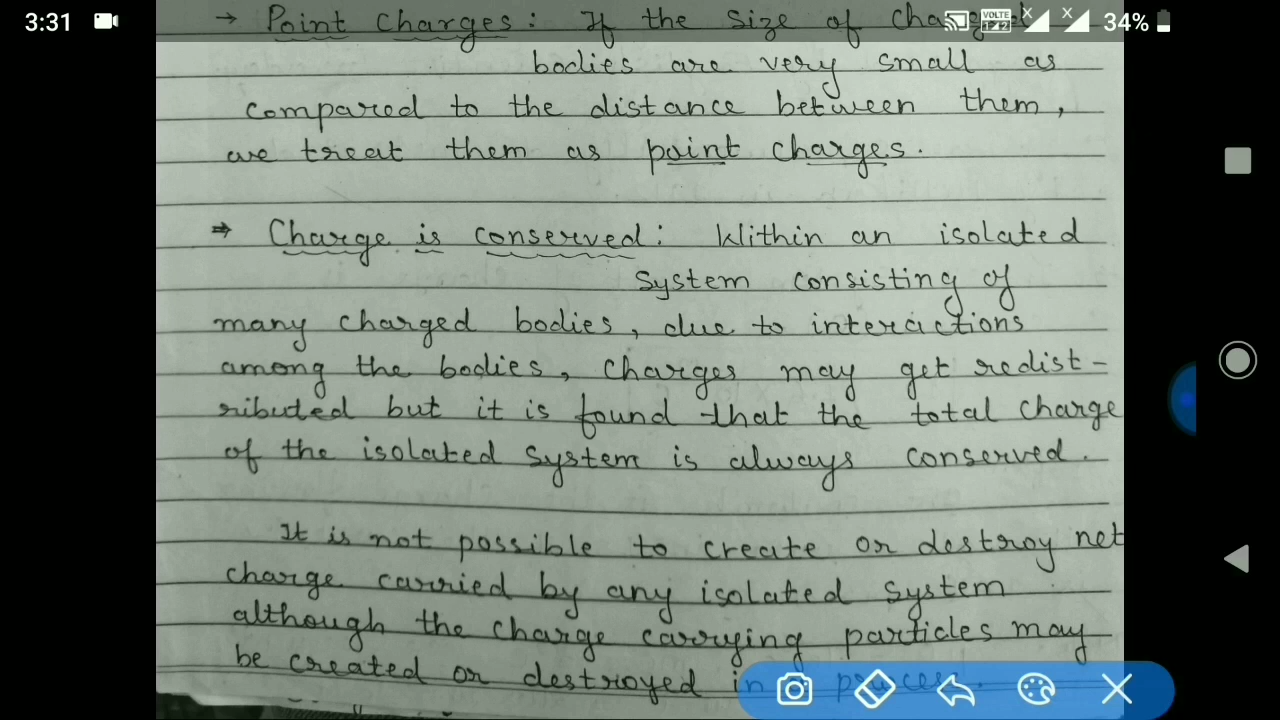 3:31 VOLTE 34%
→ Point Charges: If the Size of
bodies are very small as
compared to the distance between them,
we treat them as point charges.
⇒ Charge is conserved: Within an isolated
System consisting of
many charged bodies, due to interactions
among the bodies, charges may get redist-
ributed but it is found that the total charge
of the isolated system is always conserved.
It is not possible to create or destroy net
charge carried by any isolated system
although the charge carrying particles may
be created or destroyed in